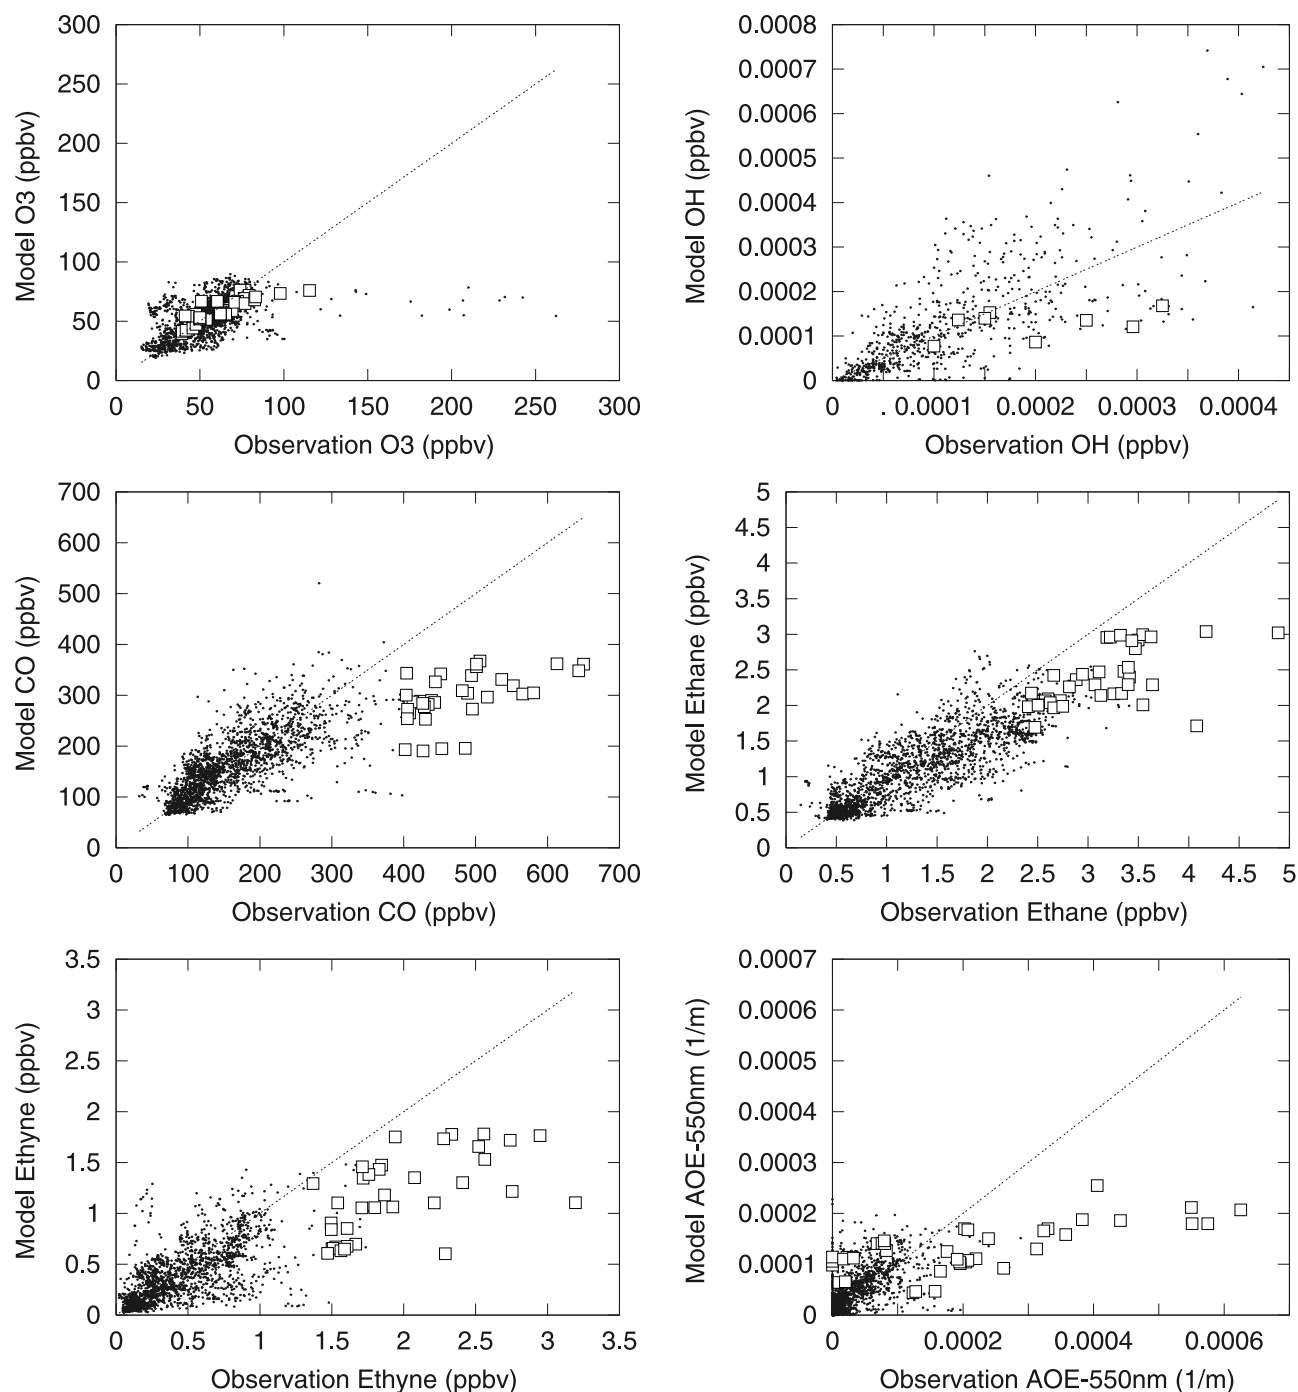 300
250
200
150
100
50
0
Model O3 (ppbv)
0 50 100 150 200 250 300
Observation O3 (ppbv)
0.0008
0.0007
0.0006
0.0005
0.0004
0.0003
0.0002
0.0001
0
Model OH (ppbv)
0 . 0.0001 0.0002 0.0003 0.0004
Observation OH (ppbv)
700
600
500
400
300
200
100
0
Model CO (ppbv)
0 100 200 300 400 500 600 700
Observation CO (ppbv)
5
4.5
4
3.5
3
2.5
2
1.5
1
0.5
0
Model Ethane (ppbv)
0 0.5 1 1.5 2 2.5 3 3.5 4 4.5 5
Observation Ethane (ppbv)
3.5
3
2.5
2
1.5
1
0.5
0
Model Ethyne (ppbv)
0 0.5 1 1.5 2 2.5 3 3.5
Observation Ethyne (ppbv)
0.0007
0.0006
0.0005
0.0004
0.0003
0.0002
0.0001
0
Model AOE-550nm (1/m)
0 0.0002 0.0004 0.0006
Observation AOE-550nm (1/m)